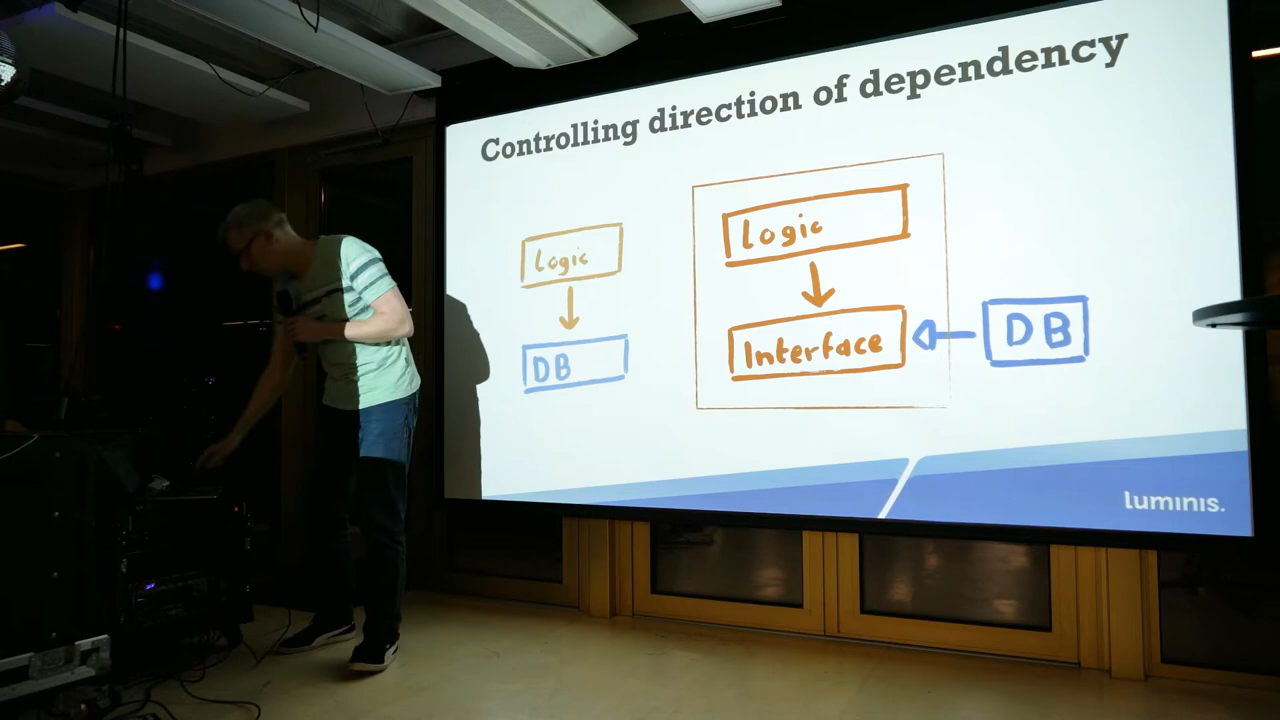 Controlling direction of dependency
Logic
DB
Logic
Interface
DB
luminis.